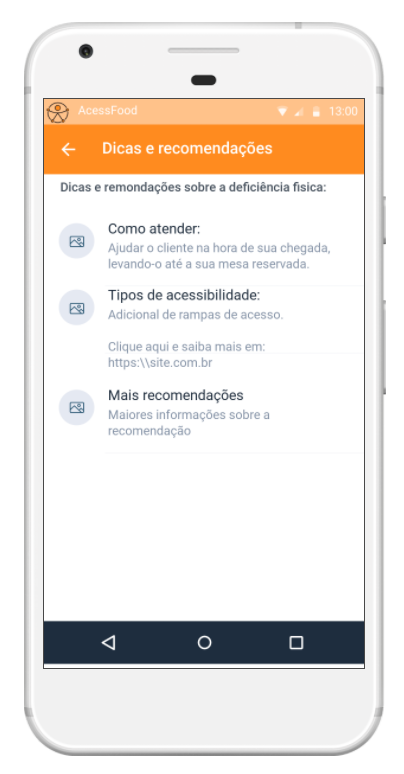 AcessFood
13:00
Dicas e recomendações
Dicas e remondações sobre a deficiência fisica:
Como atender:
Ajudar o cliente na hora de sua chegada,
levando-o até a sua mesa reservada.
Tipos de acessibilidade:
Adicional de rampas de acesso.
Clique aqui e saiba mais em:
https:\\site.com.br
Mais recomendações
Maiores informações sobre a
recomendação